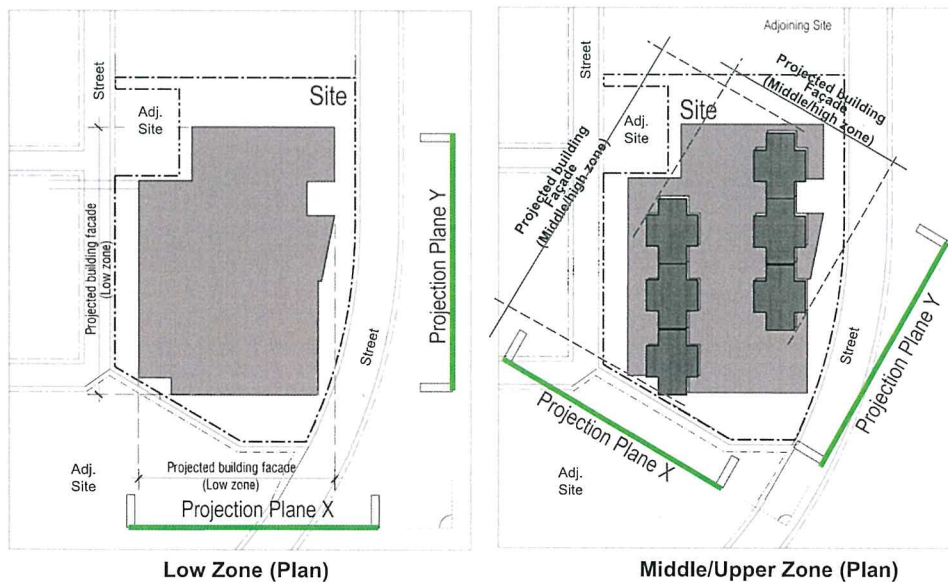 Street
Site
Adj.
Site
Projected building facade
(Low zone)
Projection Plane Y
Street
Projected building facade
(Low zone)
Adj.
Site
Projection Plane X
Low Zone (Plan)
Adjoining Site
Street
Projected building
Façade
(Middle/high zone)
Site
Adj.
Site
Projected building
Façade
(Middle/high zone)
Projection Plane Y
Street
Projection Plane X
Adj.
Site
Middle/Upper Zone (Plan)